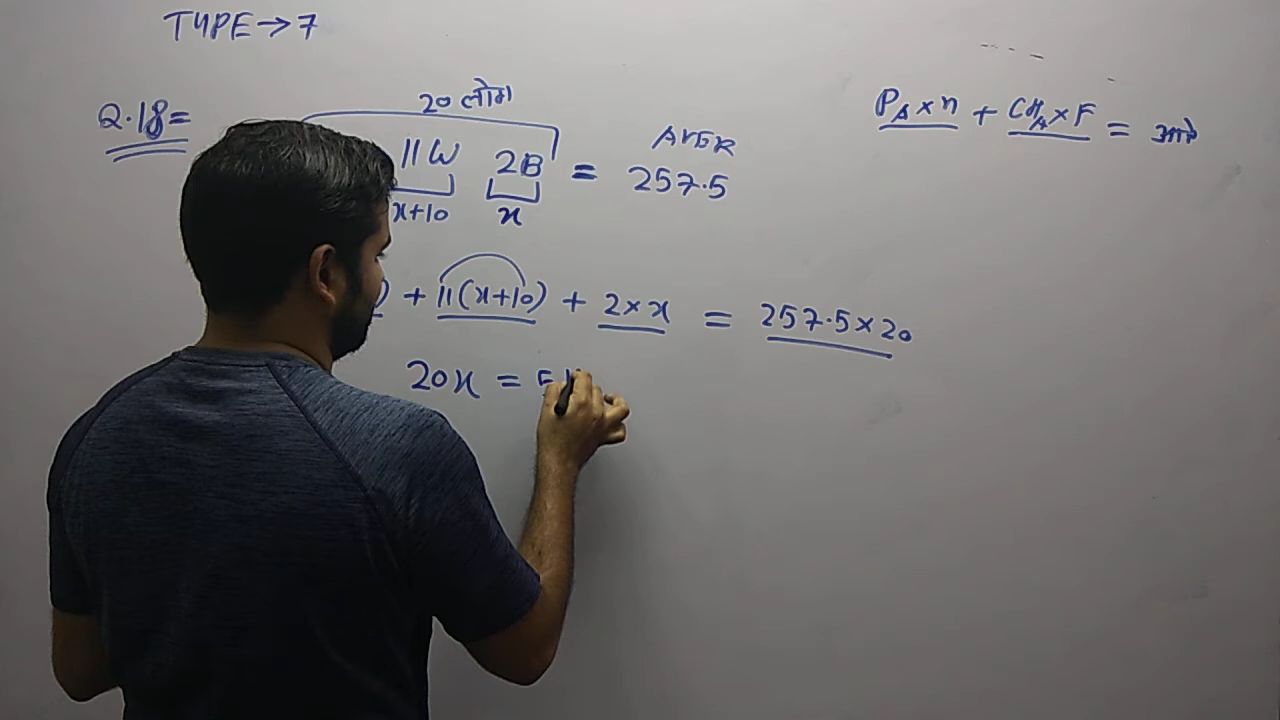 TYPE→7
20 लोग
Q.18=
11W 2B = AVER 257.5
x+10 x
PA×n + CHA×F =
) + 11(x+10) + 2×x = 257.5×20
20x = 5